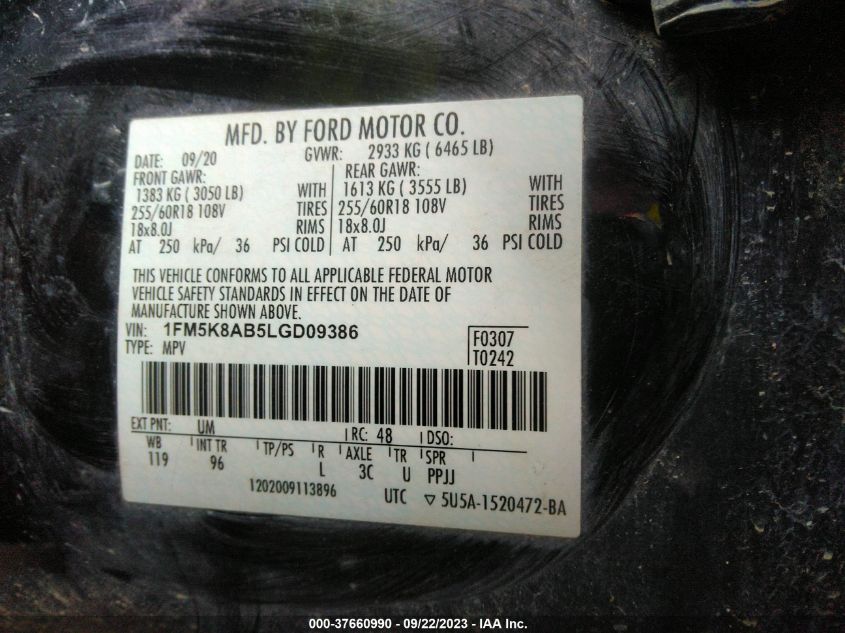 MFD. BY FORD MOTOR CO.
DATE: 09/20 GVWR: 2933 KG ( 6465 LB)
FRONT GAWR: REAR GAWR:
1383 KG ( 3050 LB) WITH 1613 KG ( 3555 LB) WITH
255/60R18 108V TIRES 255/60R18 108V TIRES
18x8.0J RIMS 18x8.0J RIMS
AT 250 kPa/ 36 PSI COLD AT 250 kPa/ 36 PSI COLD
THIS VEHICLE CONFORMS TO ALL APPLICABLE FEDERAL MOTOR
VEHICLE SAFETY STANDARDS IN EFFECT ON THE DATE OF
MANUFACTURE SHOWN ABOVE.
VIN: 1FM5K8AB5LGD09386 F0307
TYPE: MPV T0242
EXT PNT: UM RC: 48 DSO:
WB INT TR TP/PS R AXLE TR SPR
119 96 L 3C U PPJJ
1202009113896 UTC ▽ 5U5A-1520472-BA
000-37660990 - 09/22/2023 - IAA Inc.